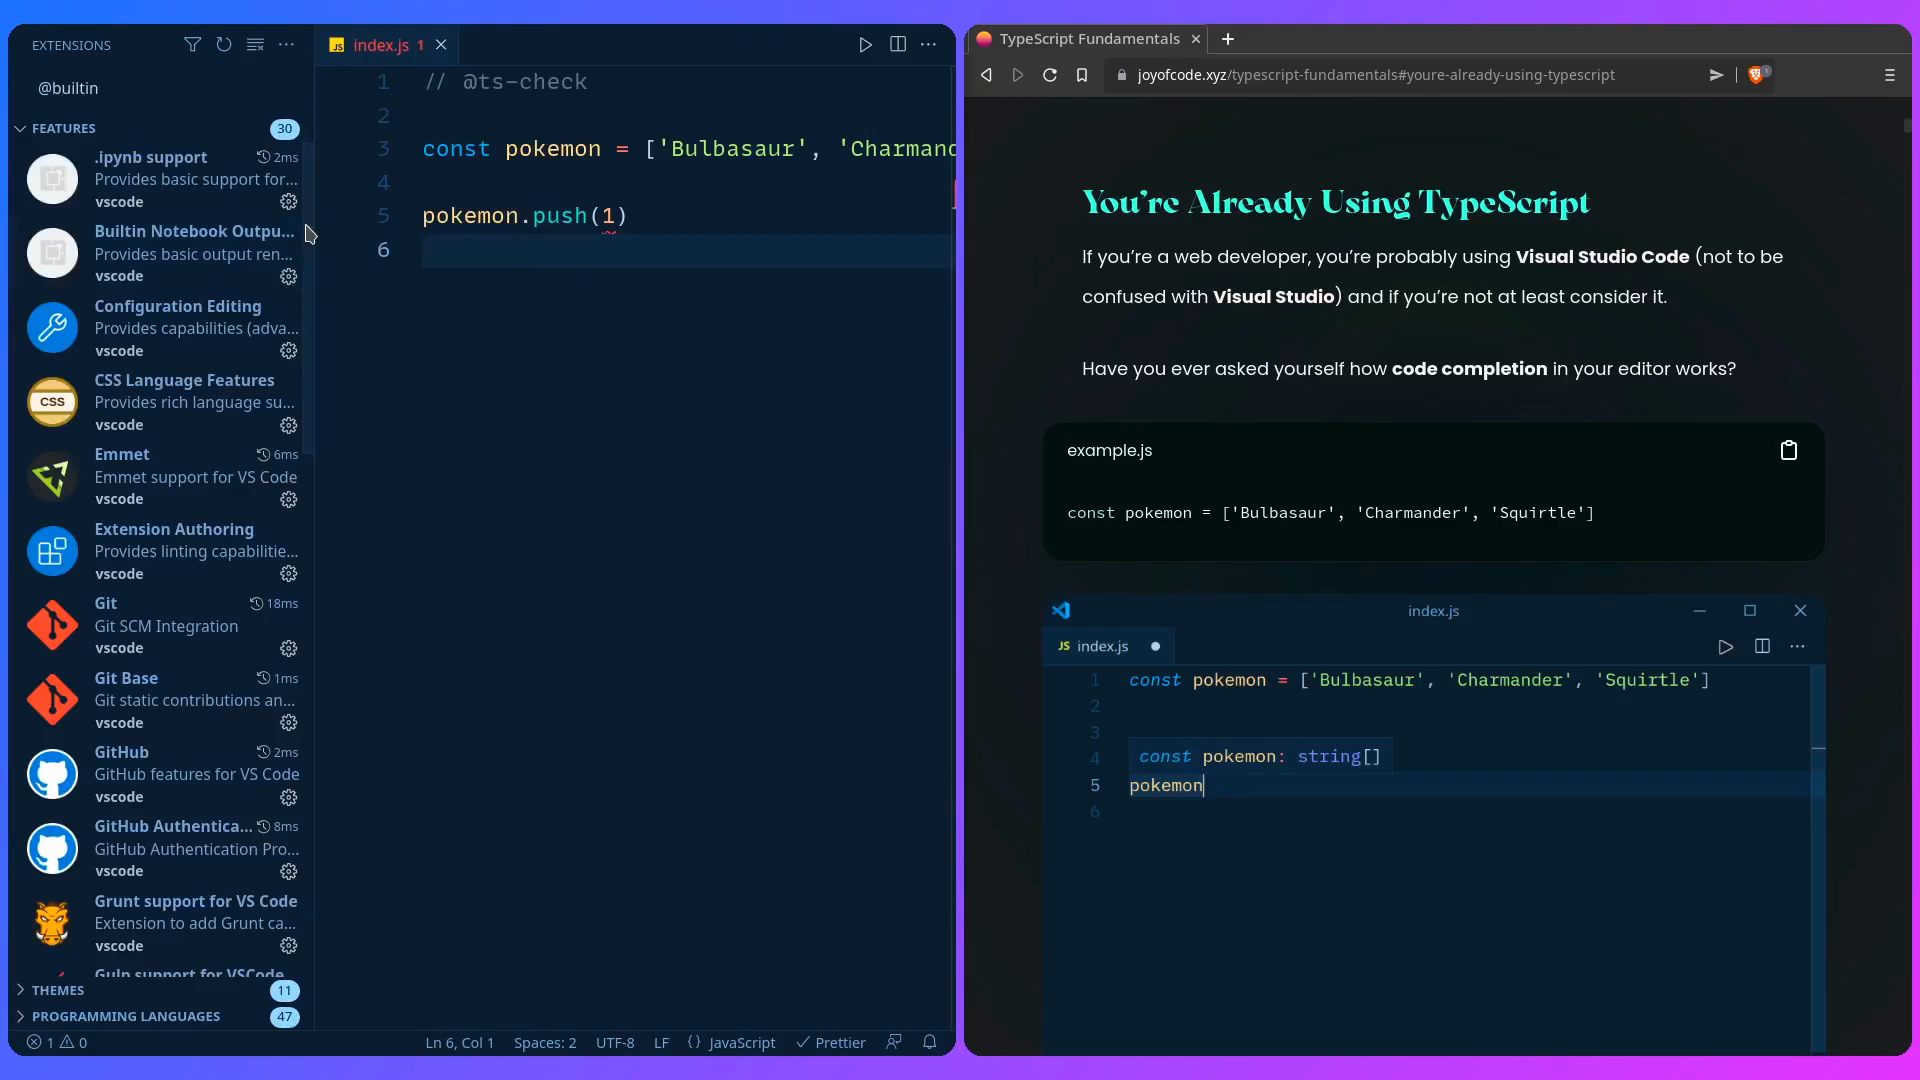 EXTENSIONS
@builtin
FEATURES 30
.ipynb support 2ms
Provides basic support for...
vscode
Builtin Notebook Outpu...
Provides basic output ren...
vscode
Configuration Editing
Provides capabilities (adva...
vscode
CSS
CSS Language Features
Provides rich language su...
vscode
Emmet 6ms
Emmet support for VS Code
vscode
Extension Authoring
Provides linting capabilitie...
vscode
Git 18ms
Git SCM Integration
vscode
Git Base 1ms
Git static contributions an...
vscode
GitHub 2ms
GitHub features for VS Code
vscode
GitHub Authentica... 8ms
GitHub Authentication Pro...
vscode
Grunt support for VS Code
Extension to add Grunt ca...
vscode
Gulp support for VSCode
THEMES 11
PROGRAMMING LANGUAGES 47
JS index.js 1
1 // @ts-check
2
3 const pokemon = ['Bulbasaur', 'Charmand
4
5 pokemon.push(1)
6
1 0 Ln 6, Col 1 Spaces: 2 UTF-8 LF {} JavaScript Prettier
TypeScript Fundamentals
joyofcode.xyz/typescript-fundamentals#youre-already-using-typescript
1
You're Already Using TypeScript
If you're a web developer, you're probably using Visual Studio Code (not to be
confused with Visual Studio) and if you're not at least consider it.
Have you ever asked yourself how code completion in your editor works?
example.js
const pokemon = ['Bulbasaur', 'Charmander', 'Squirtle']
index.js
JS index.js
1 const pokemon = ['Bulbasaur', 'Charmander', 'Squirtle']
2
3
4 const pokemon: string[]
5 pokemon
6